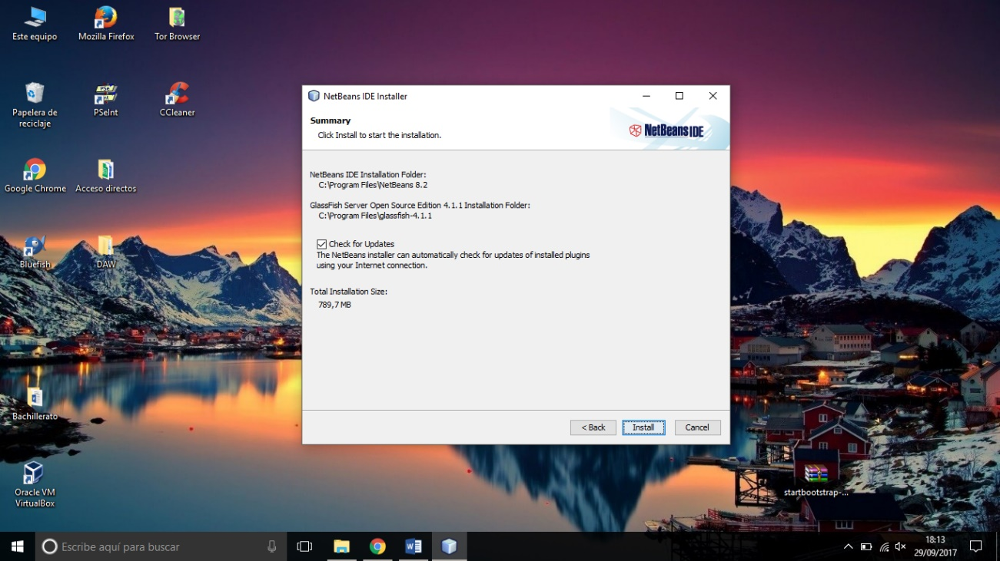 Este equipo
Mozilla Firefox
Tor Browser
Papelera de
reciclaje
PSeInt
CCleaner
Google Chrome
Acceso directos
Bluefish
DAW
Bachillerato
Oracle VM
VirtualBox
NetBeans IDE Installer
Summary
Click Install to start the installation.
NetBeans IDE
NetBeans IDE Installation Folder:
C:\Program Files\NetBeans 8.2
GlassFish Server Open Source Edition 4.1.1 Installation Folder:
C:\Program Files\glassfish-4.1.1
Check for Updates
The NetBeans installer can automatically check for updates of installed plugins
using your Internet connection.
Total Installation Size:
789,7 MB
< Back
Install
Cancel
startbootstrap-...
Escribe aquí para buscar
18:13
29/09/2017